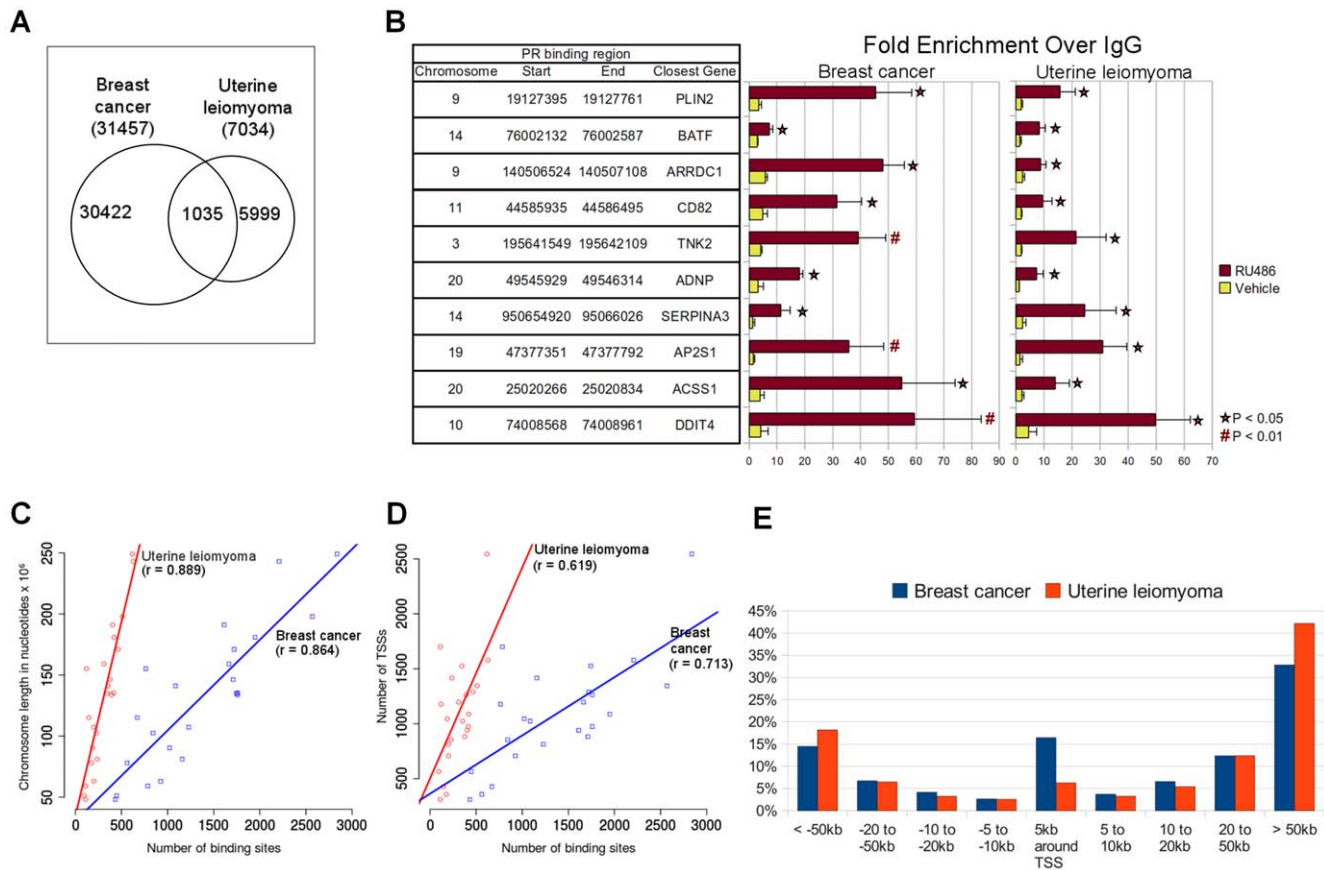 A
Breast
cancer
(31457)
Uterine
leiomyoma
(7034)
30422
1035
5999
B
Fold Enrichment Over IgG
PR binding region
Chromosome Start End Closest Gene
Breast cancer
Uterine leiomyoma
9 19127395 19127761 PLIN2
14 76002132 76002587 BATF
9 140506524 140507108 ARRDC1
11 44585935 44586495 CD82
3 195641549 195642109 TNK2
20 49545929 49546314 ADNP
14 950654920 95066026 SERPINA3
19 47377351 47377792 AP2S1
20 25020266 25020834 ACSS1
10 74008568 74008961 DDIT4
#
#
#
0 10 20 30 40 50 60 70 80 90
0 10 20 30 40 50 60 70
RU486
Vehicle
★ P < 0.05
# P < 0.01
C
Chromosome length in nucleotides x 10⁶
250
200
150
100
50
Uterine leiomyoma
(r = 0.889)
Breast cancer
(r = 0.864)
0 500 1000 1500 2000 2500 3000
Number of binding sites
D
Number of TSSs
2500
2000
1500
1000
500
Uterine leiomyoma
(r = 0.619)
Breast
cancer
(r = 0.713)
0 500 1000 1500 2000 2500 3000
Number of binding sites
E
Breast cancer Uterine leiomyoma
45%
40%
35%
30%
25%
20%
15%
10%
5%
0%
< -50kb
-20 to
-50kb
-10 to
-20kb
-5 to
-10kb
5kb
around
TSS
5 to
10kb
10 to
20kb
20 to
50kb
> 50kb